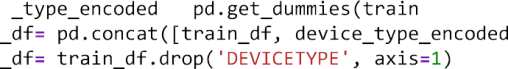 _type_encoded pd.get_dummies(train
_df= pd.concat([train_df, device_type_encoded
_df= train_df.drop('DEVICETYPE', axis=1)